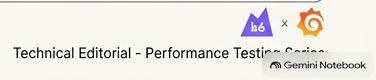 k6 ×
Technical Editorial - Performance Testing Series
Gemini Notebook